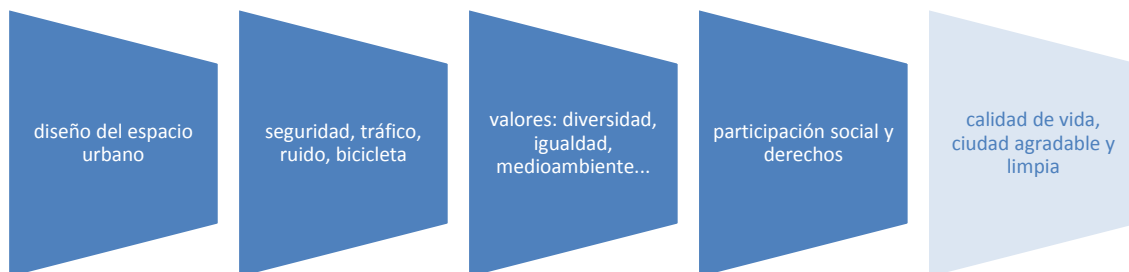 diseño del espacio
urbano
seguridad, tráfico,
ruido, bicicleta
valores: diversidad,
igualdad,
medioambiente...
participación social y
derechos
calidad de vida,
ciudad agradable y
limpia